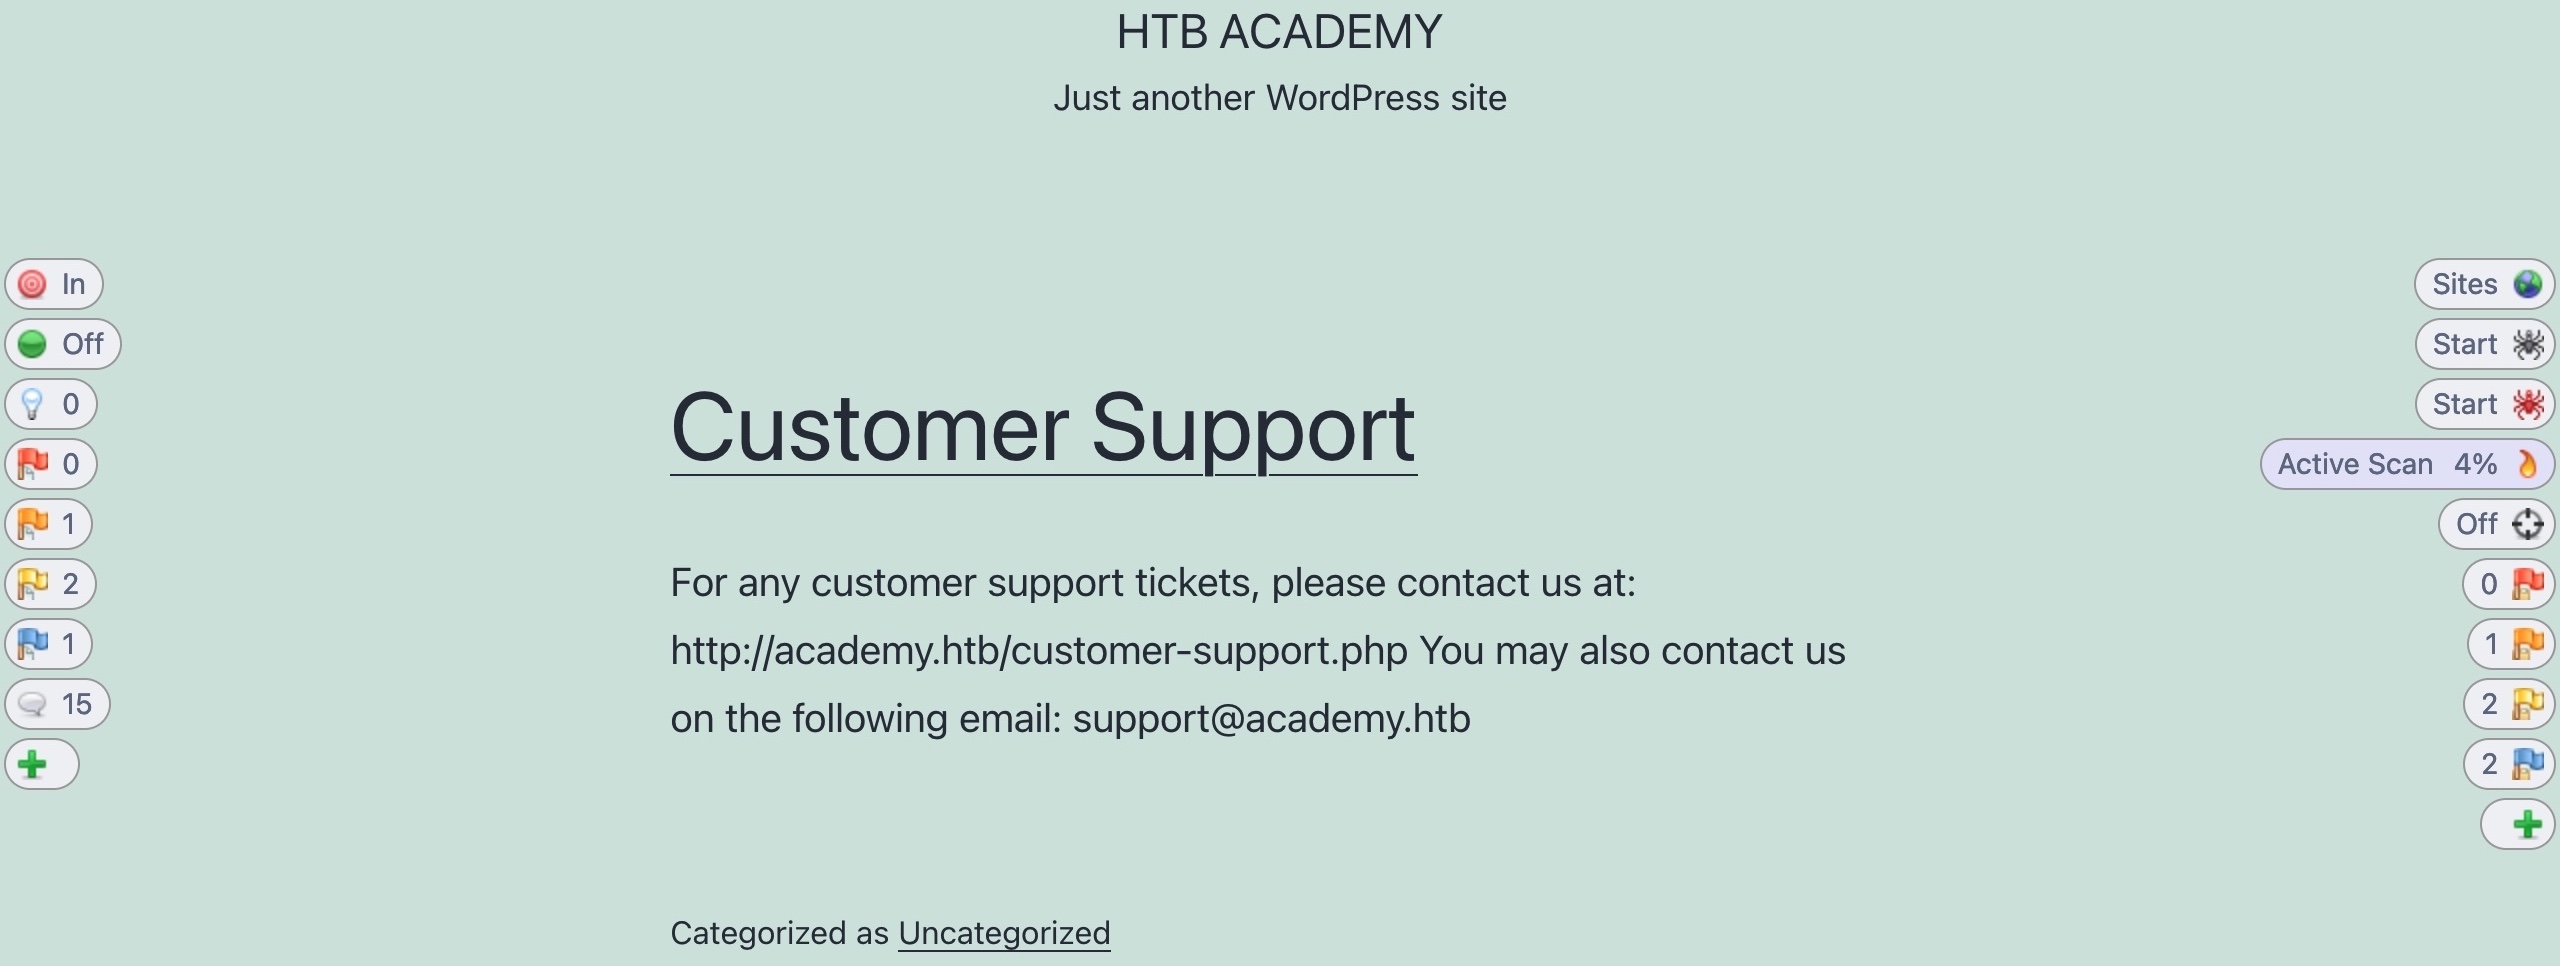 HTB ACADEMY
Just another WordPress site
In
Sites
Off
Start
0
Start
0
Active Scan 4%
1
Off
2
0
1
1
15
2
2
Customer Support
For any customer support tickets, please contact us at:
http://academy.htb/customer-support.php You may also contact us
on the following email: support@academy.htb
Categorized as Uncategorized